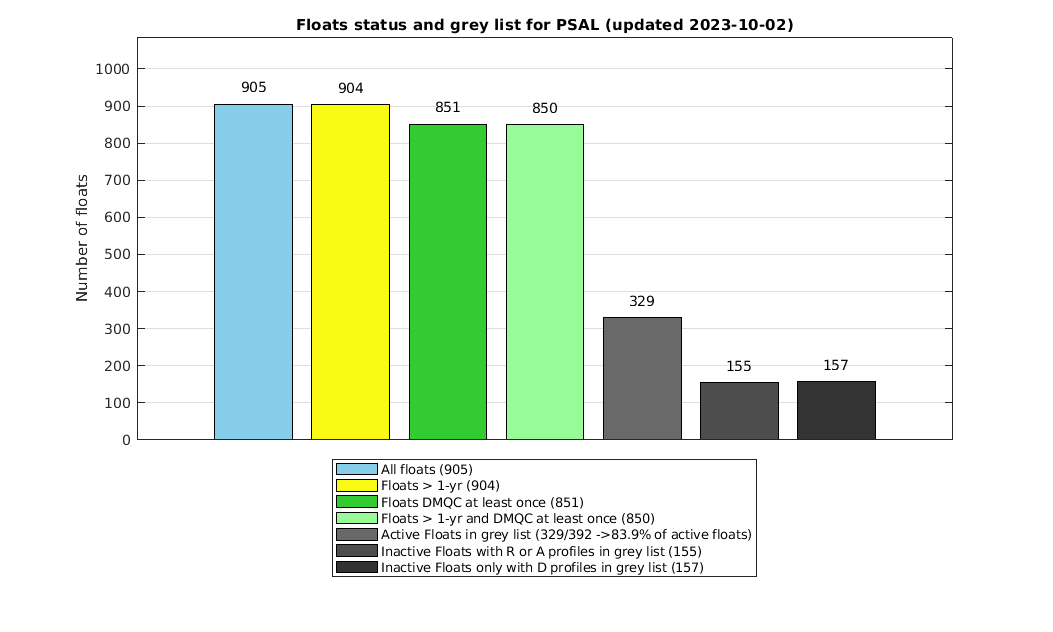 Floats status and grey list for PSAL (updated 2023-10-02)
1000
900
800
700
600
500
400
300
200
100
0
Number of floats
905
904
851
850
329
155
157
All floats (905)
Floats > 1-yr (904)
Floats DMQC at least once (851)
Floats > 1-yr and DMQC at least once (850)
Active Floats in grey list (329/392 ->83.9% of active floats)
Inactive Floats with R or A profiles in grey list (155)
Inactive Floats only with D profiles in grey list (157)